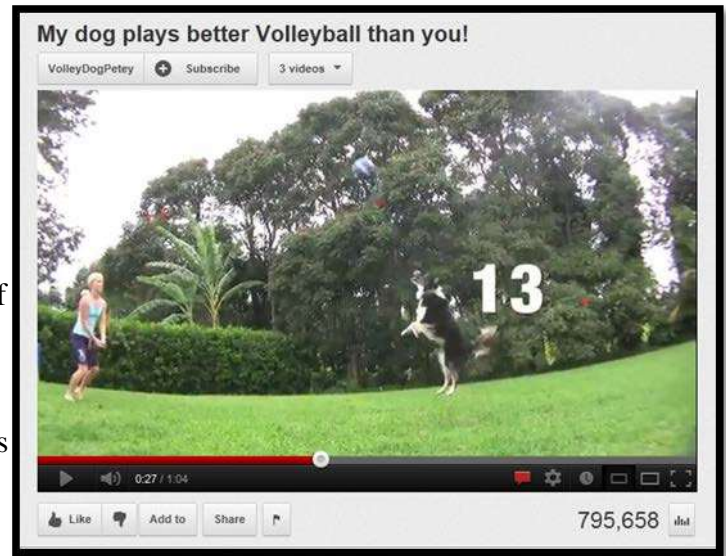 My dog plays better Volleyball than you!
VolleyDogPetey Subscribe 3 videos
13
f
s
0:27 / 1:04
Like Add to Share
795,658